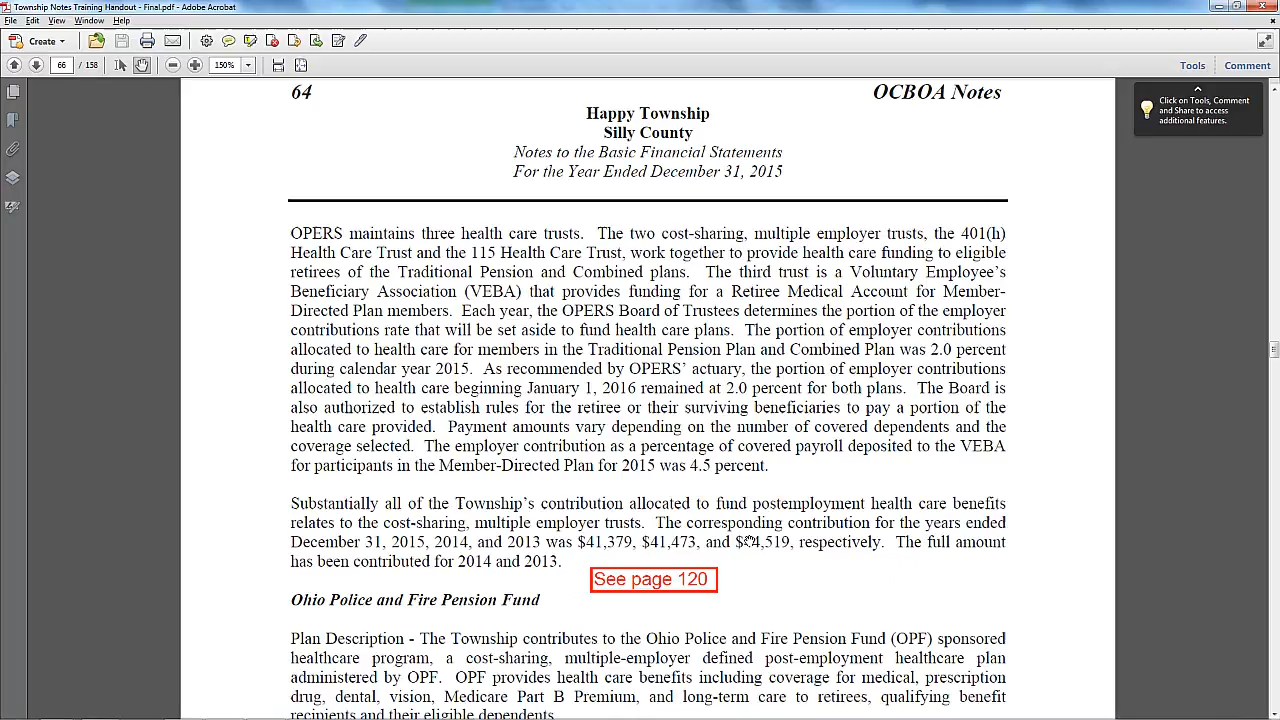 Township Notes Training Handout - Final.pdf - Adobe Acrobat
File Edit View Window Help
Create
66 / 158 150% Tools Comment
Click on Tools, Comment
and Share to access
additional features.
64 OCBOA Notes
Happy Township
Silly County
Notes to the Basic Financial Statements
For the Year Ended December 31, 2015
OPERS maintains three health care trusts. The two cost-sharing, multiple employer trusts, the 401(h)
Health Care Trust and the 115 Health Care Trust, work together to provide health care funding to eligible
retirees of the Traditional Pension and Combined plans. The third trust is a Voluntary Employee's
Beneficiary Association (VEBA) that provides funding for a Retiree Medical Account for Member-
Directed Plan members. Each year, the OPERS Board of Trustees determines the portion of the employer
contributions rate that will be set aside to fund health care plans. The portion of employer contributions
allocated to health care for members in the Traditional Pension Plan and Combined Plan was 2.0 percent
during calendar year 2015. As recommended by OPERS' actuary, the portion of employer contributions
allocated to health care beginning January 1, 2016 remained at 2.0 percent for both plans. The Board is
also authorized to establish rules for the retiree or their surviving beneficiaries to pay a portion of the
health care provided. Payment amounts vary depending on the number of covered dependents and the
coverage selected. The employer contribution as a percentage of covered payroll deposited to the VEBA
for participants in the Member-Directed Plan for 2015 was 4.5 percent.
Substantially all of the Township's contribution allocated to fund postemployment health care benefits
relates to the cost-sharing, multiple employer trusts. The corresponding contribution for the years ended
December 31, 2015, 2014, and 2013 was $41,379, $41,473, and respectively. The full amount
has been contributed for 2014 and 2013.
See page 120
Ohio Police and Fire Pension Fund
Plan Description - The Township contributes to the Ohio Police and Fire Pension Fund (OPF) sponsored
healthcare program, a cost-sharing, multiple-employer defined post-employment healthcare plan
administered by OPF. OPF provides health care benefits including coverage for medical, prescription
drug, dental, vision, Medicare Part B Premium, and long-term care to retirees, qualifying benefit
recipients and their eligible dependents.